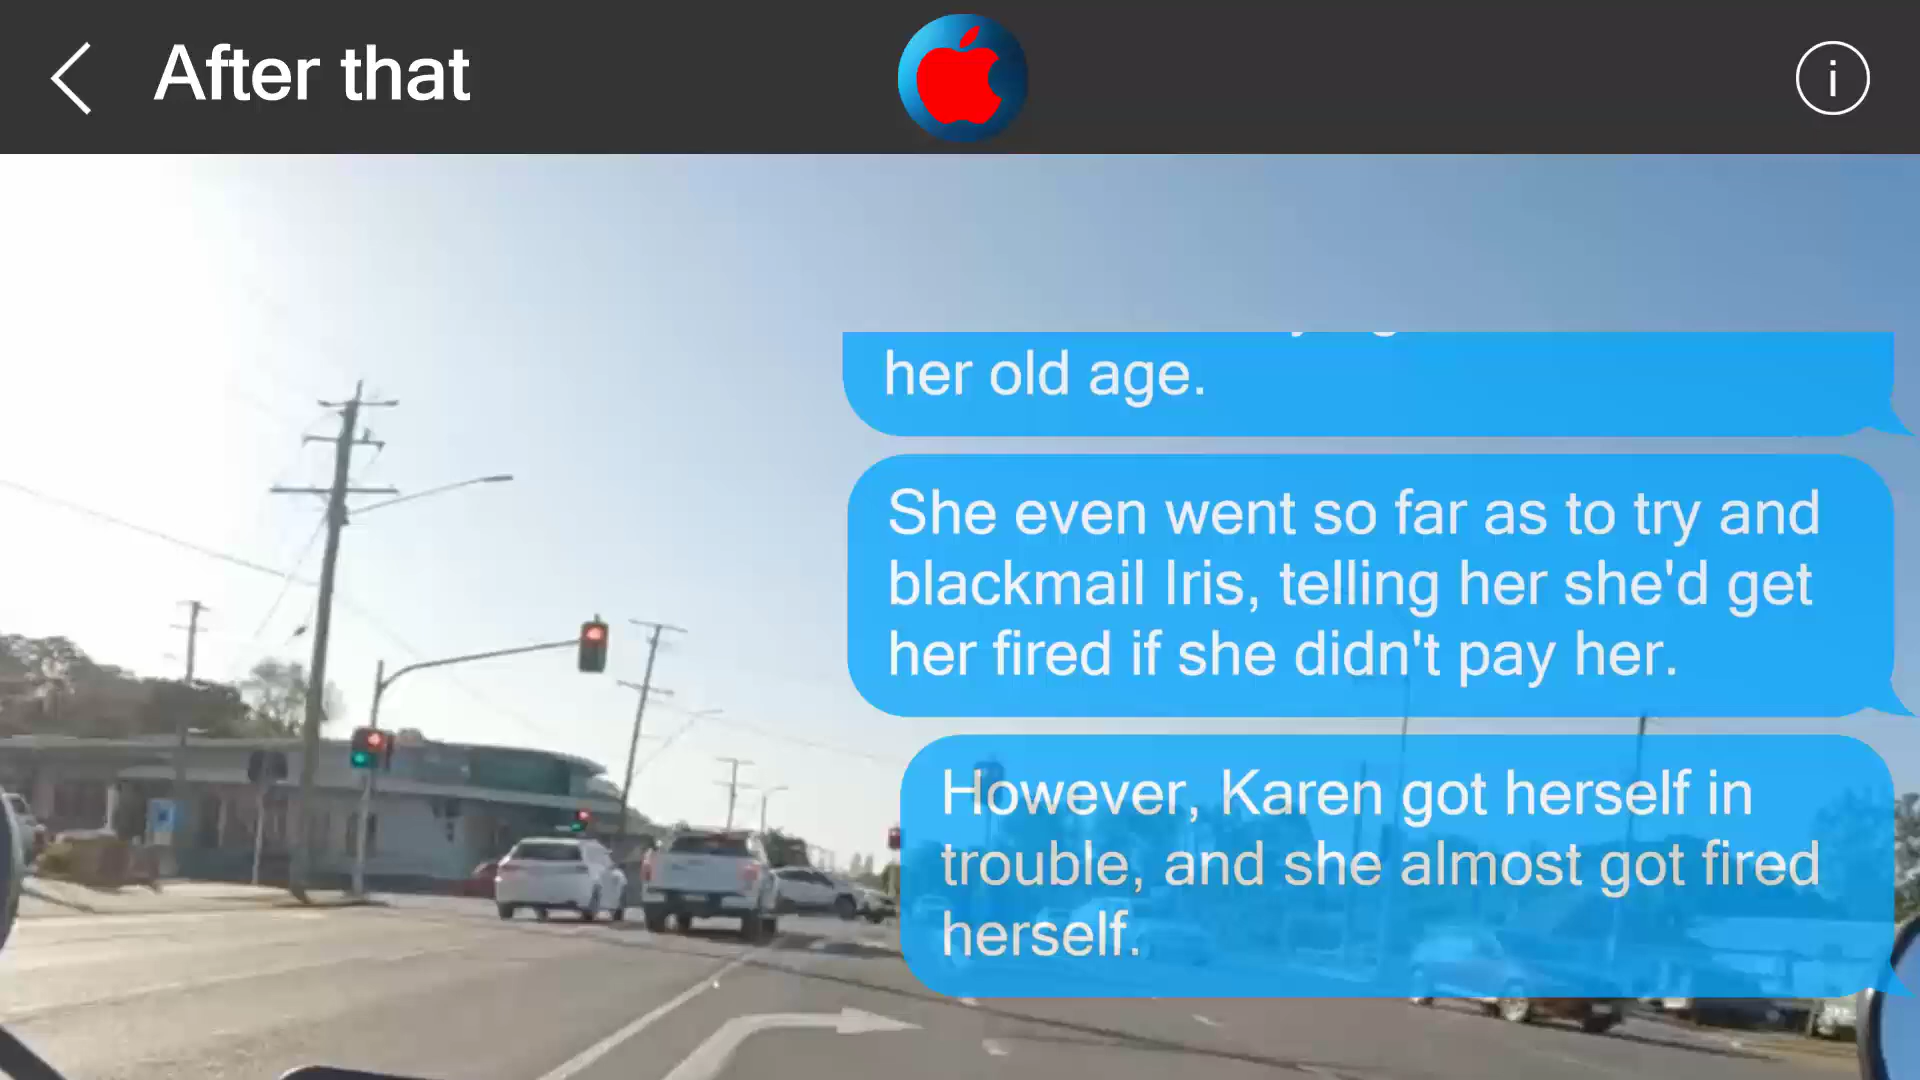 After that
her old age.
She even went so far as to try and
blackmail Iris, telling her she'd get
her fired if she didn't pay her.
However, Karen got herself in
trouble, and she almost got fired
herself.